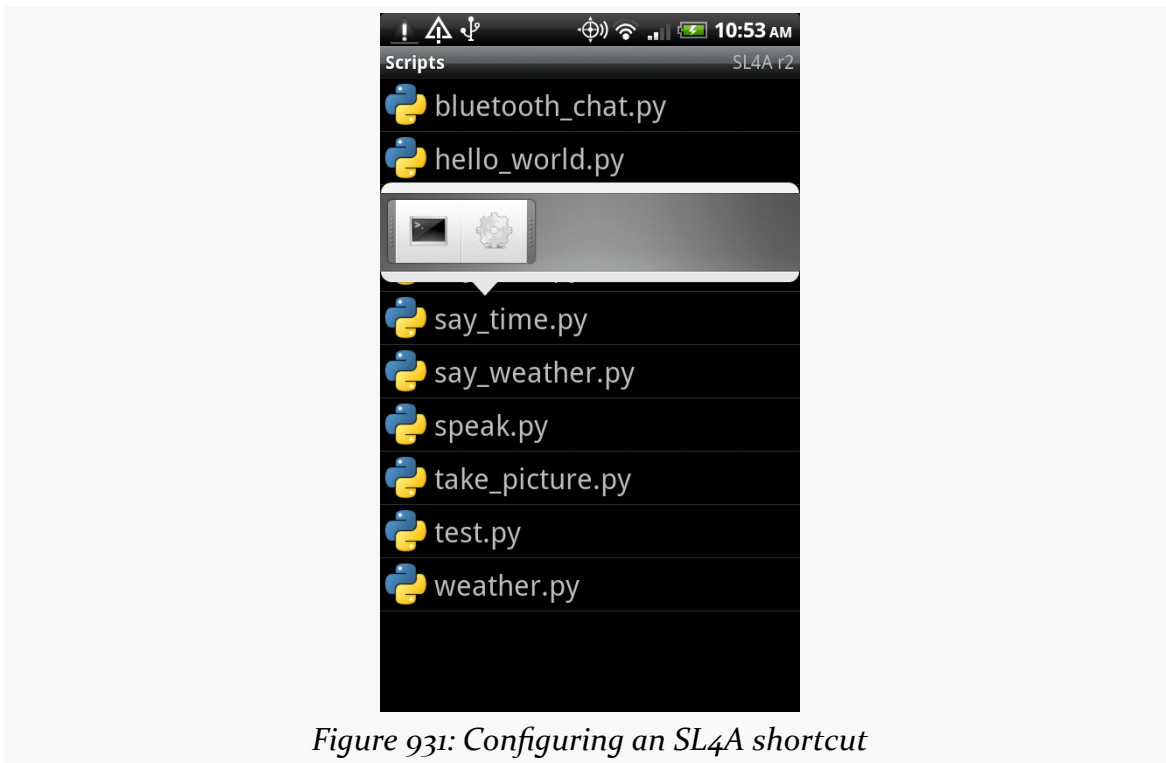 10:53 AM
Scripts SL4A r2
bluetooth_chat.py
hello_world.py
say_time.py
say_weather.py
speak.py
take_picture.py
test.py
weather.py
Figure 931: Configuring an SL4A shortcut